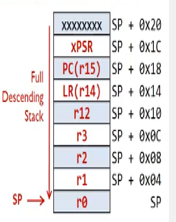 xxxxxxxx SP + 0x20
xPSR SP + 0x1C
PC(r15) SP + 0x18
LR(r14) SP + 0x14
r12 SP + 0x10
r3 SP + 0x0C
r2 SP + 0x08
r1 SP + 0x04
r0 SP
Full
Descending
Stack
SP